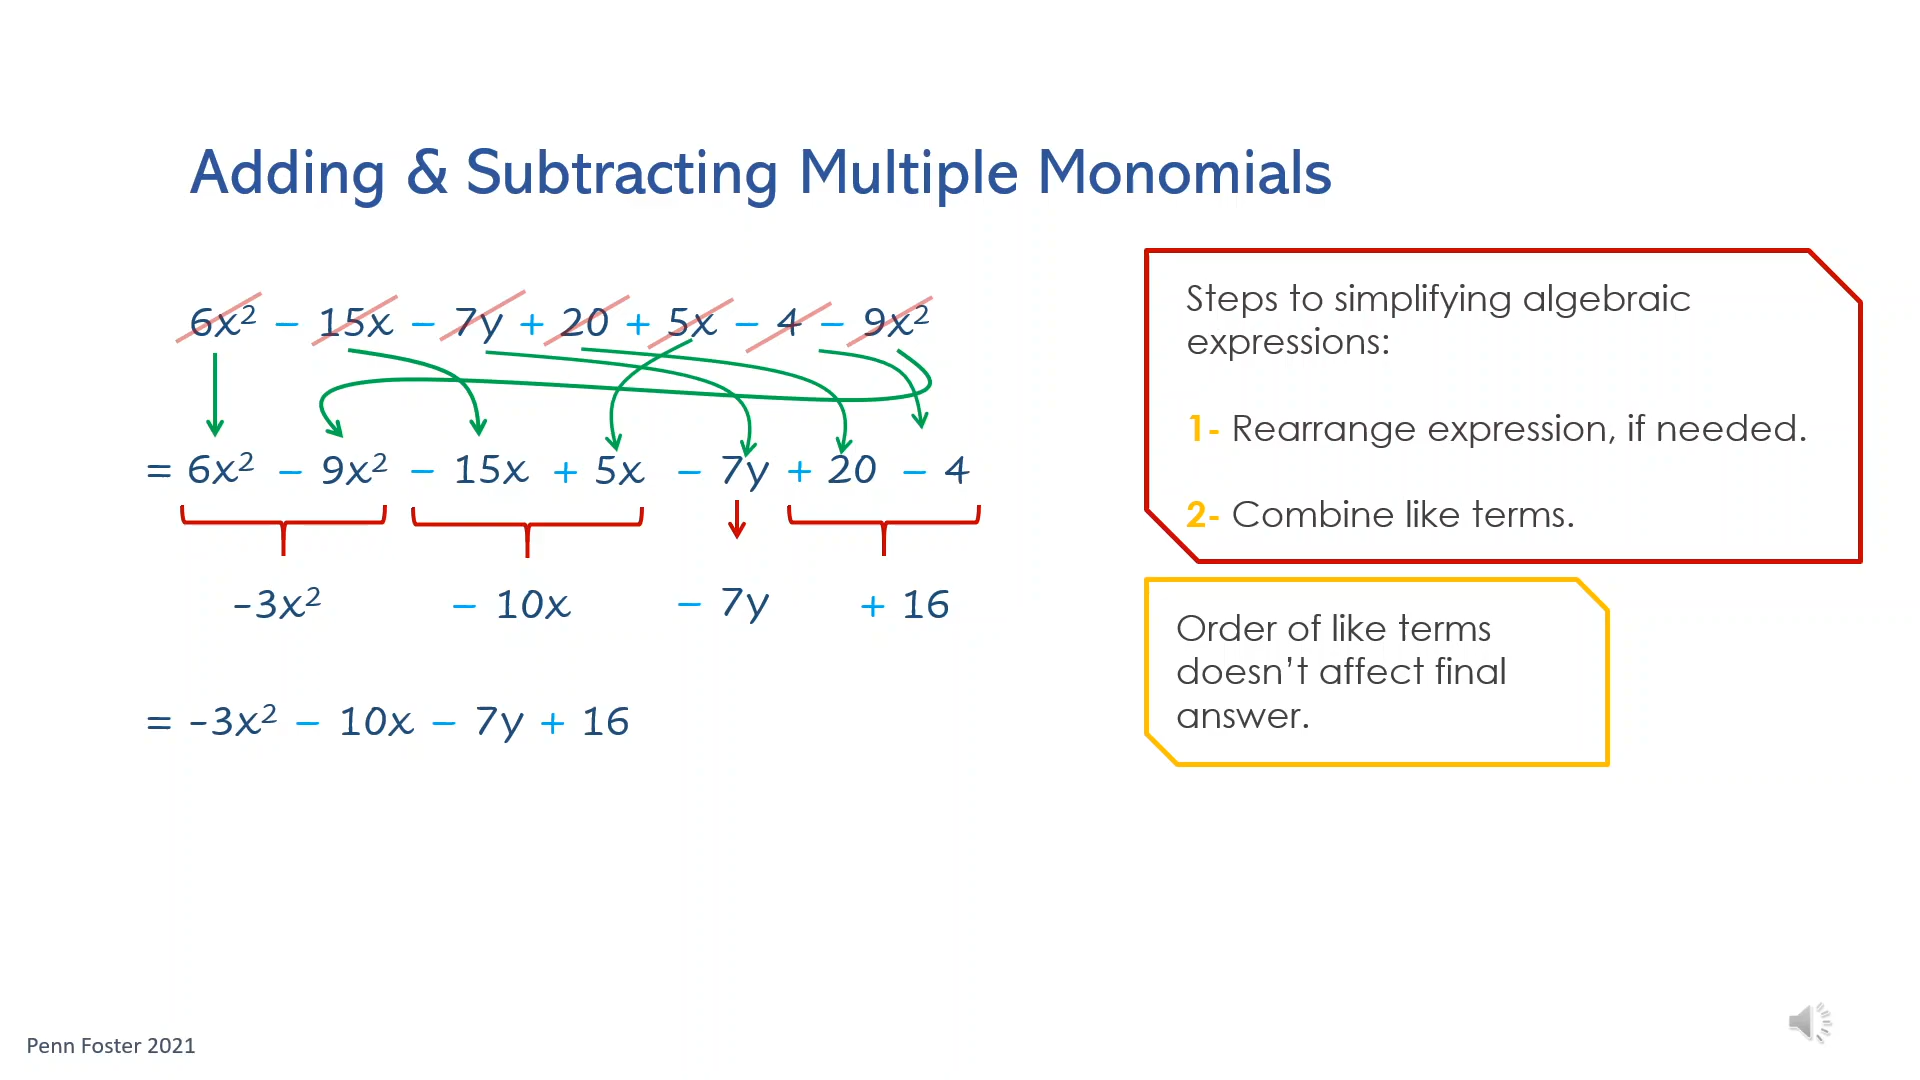 Adding & Subtracting Multiple Monomials
6x² – 15x – 7y + 20 + 5x – 4 – 9x²
= 6x² – 9x² – 15x + 5x – 7y + 20 – 4
-3x² – 10x – 7y + 16
= -3x² – 10x – 7y + 16
Steps to simplifying algebraic
expressions:
1- Rearrange expression, if needed.
2- Combine like terms.
Order of like terms
doesn’t affect final
answer.
Penn Foster 2021